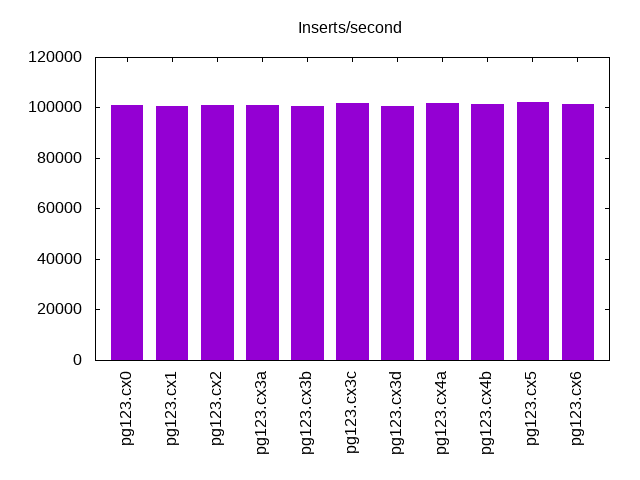 Inserts/second
120000
100000
80000
60000
40000
20000
0
pg123.cx0
pg123.cx1
pg123.cx2
pg123.cx3a
pg123.cx3b
pg123.cx3c
pg123.cx3d
pg123.cx4a
pg123.cx4b
pg123.cx5
pg123.cx6